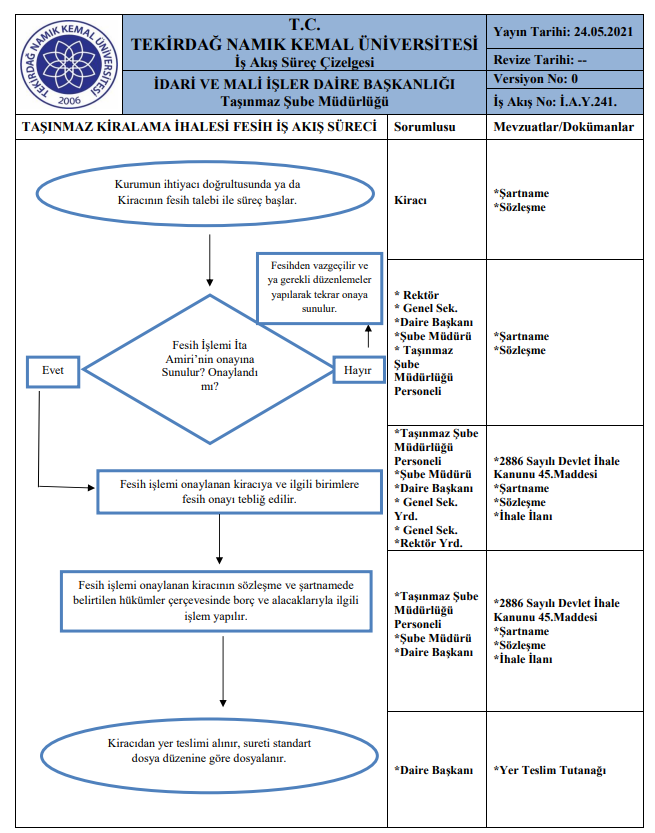 TEKİRDAĞ NAMIK KEMAL ÜNİVERSİTESİ
2006
T.C.
TEKİRDAĞ NAMIK KEMAL ÜNİVERSİTESİ
İş Akış Süreç Çizelgesi
İDARİ VE MALİ İŞLER DAİRE BAŞKANLIĞI
Taşınmaz Şube Müdürlüğü
Yayın Tarihi: 24.05.2021
Revize Tarihi: --
Versiyon No: 0
İş Akış No: İ.A.Y.241.
TAŞINMAZ KİRALAMA İHALESİ FESİH İŞ AKIŞ SÜRECİ
Sorumlusu
Mevzuatlar/Dokümanlar
Kurumun ihtiyacı doğrultusunda ya da
Kiracının fesih talebi ile süreç başlar.
Kiracı
*Şartname
*Sözleşme
Fesihden vazgeçilir ve
ya gerekli düzenlemeler
yapılarak tekrar onaya
sunulur.
Fesih İşlemi İta
Amiri’nin onayına
Sunulur? Onaylandı
mı?
Evet
Hayır
* Rektör
* Genel Sek.
*Daire Başkanı
*Şube Müdürü
* Taşınmaz
Şube
Müdürlüğü
Personeli
*Şartname
*Sözleşme
Fesih işlemi onaylanan kiracıya ve ilgili birimlere
fesih onayı tebliğ edilir.
*Taşınmaz Şube
Müdürlüğü
Personeli
*Şube Müdürü
*Daire Başkanı
* Genel Sek.
Yrd.
* Genel Sek.
*Rektör Yrd.
*2886 Sayılı Devlet İhale
Kanunu 45.Maddesi
*Şartname
*Sözleşme
*İhale İlanı
Fesih işlemi onaylanan kiracının sözleşme ve şartnamede
belirtilen hükümler çerçevesinde borç ve alacaklarıyla ilgili
işlem yapılır.
*Taşınmaz Şube
Müdürlüğü
Personeli
*Şube Müdürü
*Daire Başkanı
*2886 Sayılı Devlet İhale
Kanunu 45.Maddesi
*Şartname
*Sözleşme
*İhale İlanı
Kiracıdan yer teslimi alınır, sureti standart
dosya düzenine göre dosyalanır.
*Daire Başkanı
*Yer Teslim Tutanağı